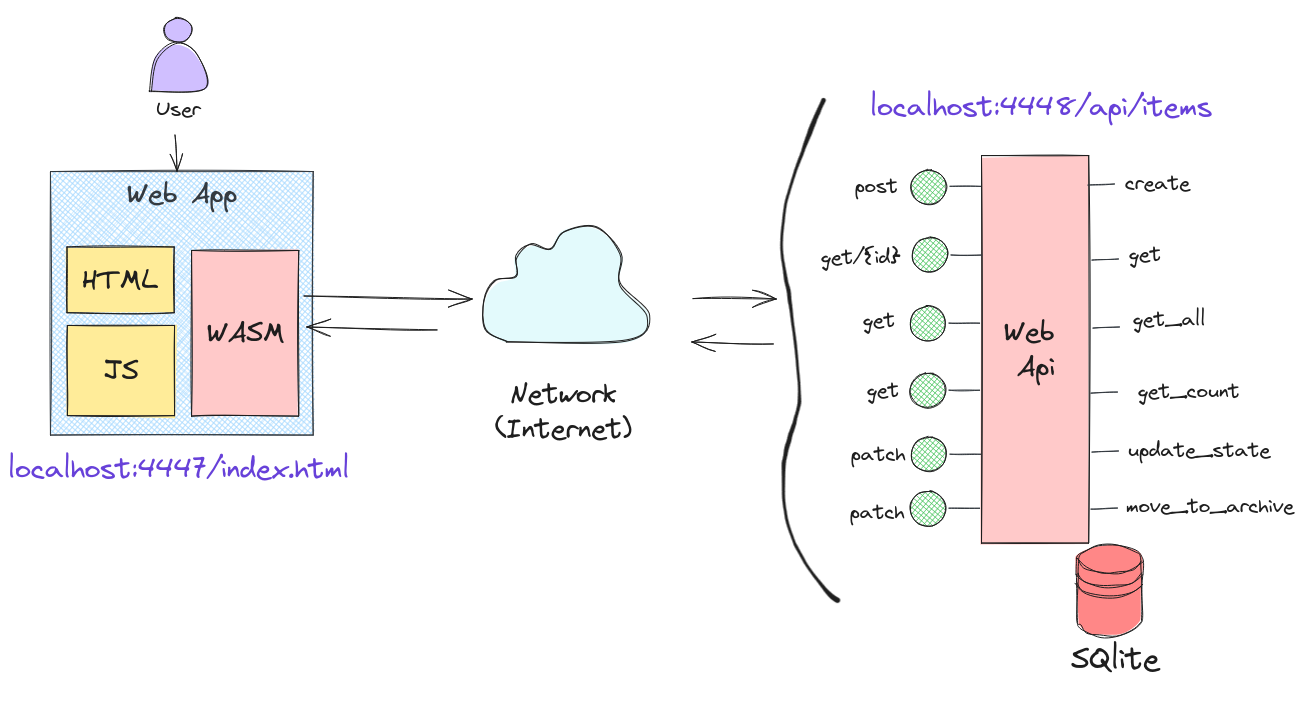 User
Web App
HTML
JS
WASM
localhost:4447/index.html
Network
(Internet)
localhost:4448/api/items
post
get/{id}
get
get
patch
patch
Web
Api
create
get
get_all
get_count
update_state
move_to_archive
SQlite